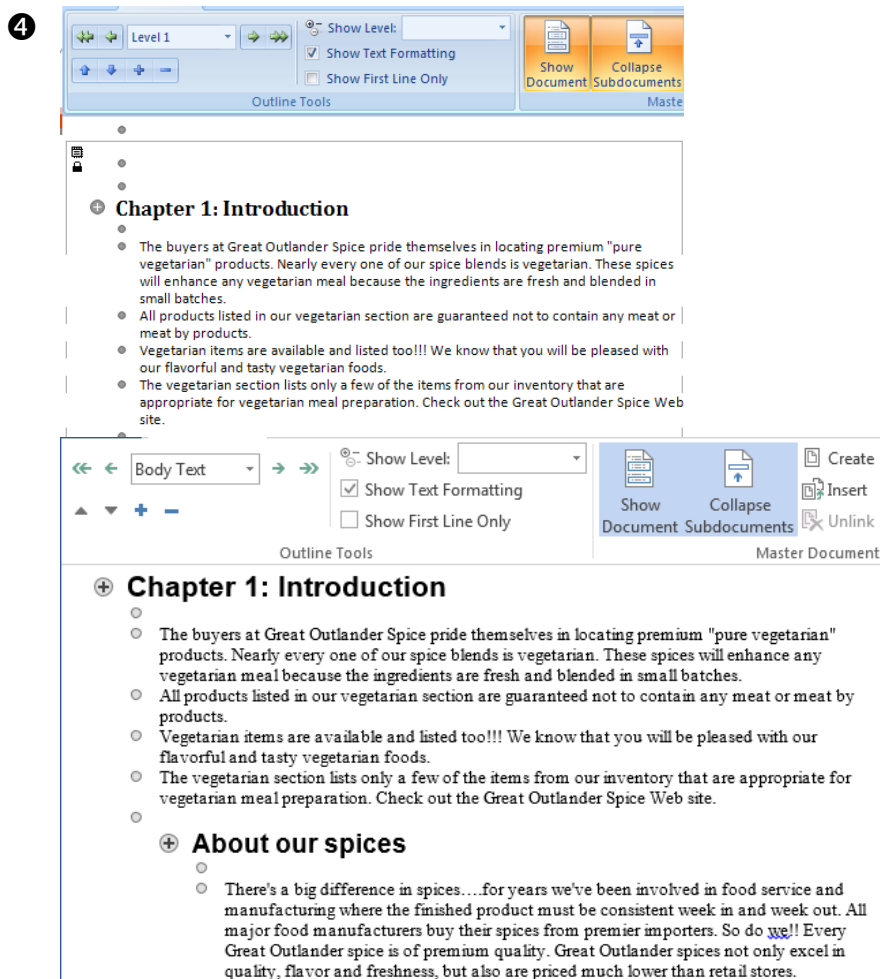 4
Level 1
Show Level:
Show Text Formatting
Show First Line Only
Outline Tools
Show
Document
Collapse
Subdocuments
Maste
Chapter 1: Introduction
The buyers at Great Outlander Spice pride themselves in locating premium "pure
vegetarian" products. Nearly every one of our spice blends is vegetarian. These spices
will enhance any vegetarian meal because the ingredients are fresh and blended in
small batches.
All products listed in our vegetarian section are guaranteed not to contain any meat or
meat by products.
Vegetarian items are available and listed too!!! We know that you will be pleased with
our flavorful and tasty vegetarian foods.
The vegetarian section lists only a few of the items from our inventory that are
appropriate for vegetarian meal preparation. Check out the Great Outlander Spice Web
site.
Body Text
Show Level:
Show Text Formatting
Show First Line Only
Outline Tools
Show
Document
Collapse
Subdocuments
Create
Insert
Unlink
Master Document
Chapter 1: Introduction
The buyers at Great Outlander Spice pride themselves in locating premium "pure vegetarian"
products. Nearly every one of our spice blends is vegetarian. These spices will enhance any
vegetarian meal because the ingredients are fresh and blended in small batches.
All products listed in our vegetarian section are guaranteed not to contain any meat or meat by
products.
Vegetarian items are available and listed too!!! We know that you will be pleased with our
flavorful and tasty vegetarian foods.
The vegetarian section lists only a few of the items from our inventory that are appropriate for
vegetarian meal preparation. Check out the Great Outlander Spice Web site.
About our spices
There's a big difference in spices....for years we've been involved in food service and
manufacturing where the finished product must be consistent week in and week out. All
major food manufacturers buy their spices from premier importers. So do we!! Every
Great Outlander spice is of premium quality. Great Outlander spices not only excel in
quality, flavor and freshness, but also are priced much lower than retail stores.